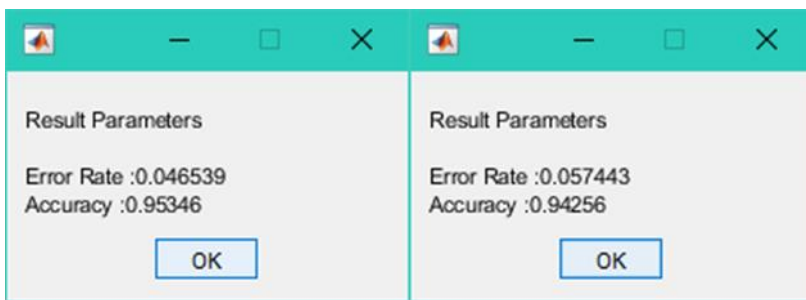 Result Parameters
Error Rate :0.046539
Accuracy :0.95346
OK
Result Parameters
Error Rate :0.057443
Accuracy :0.94256
OK